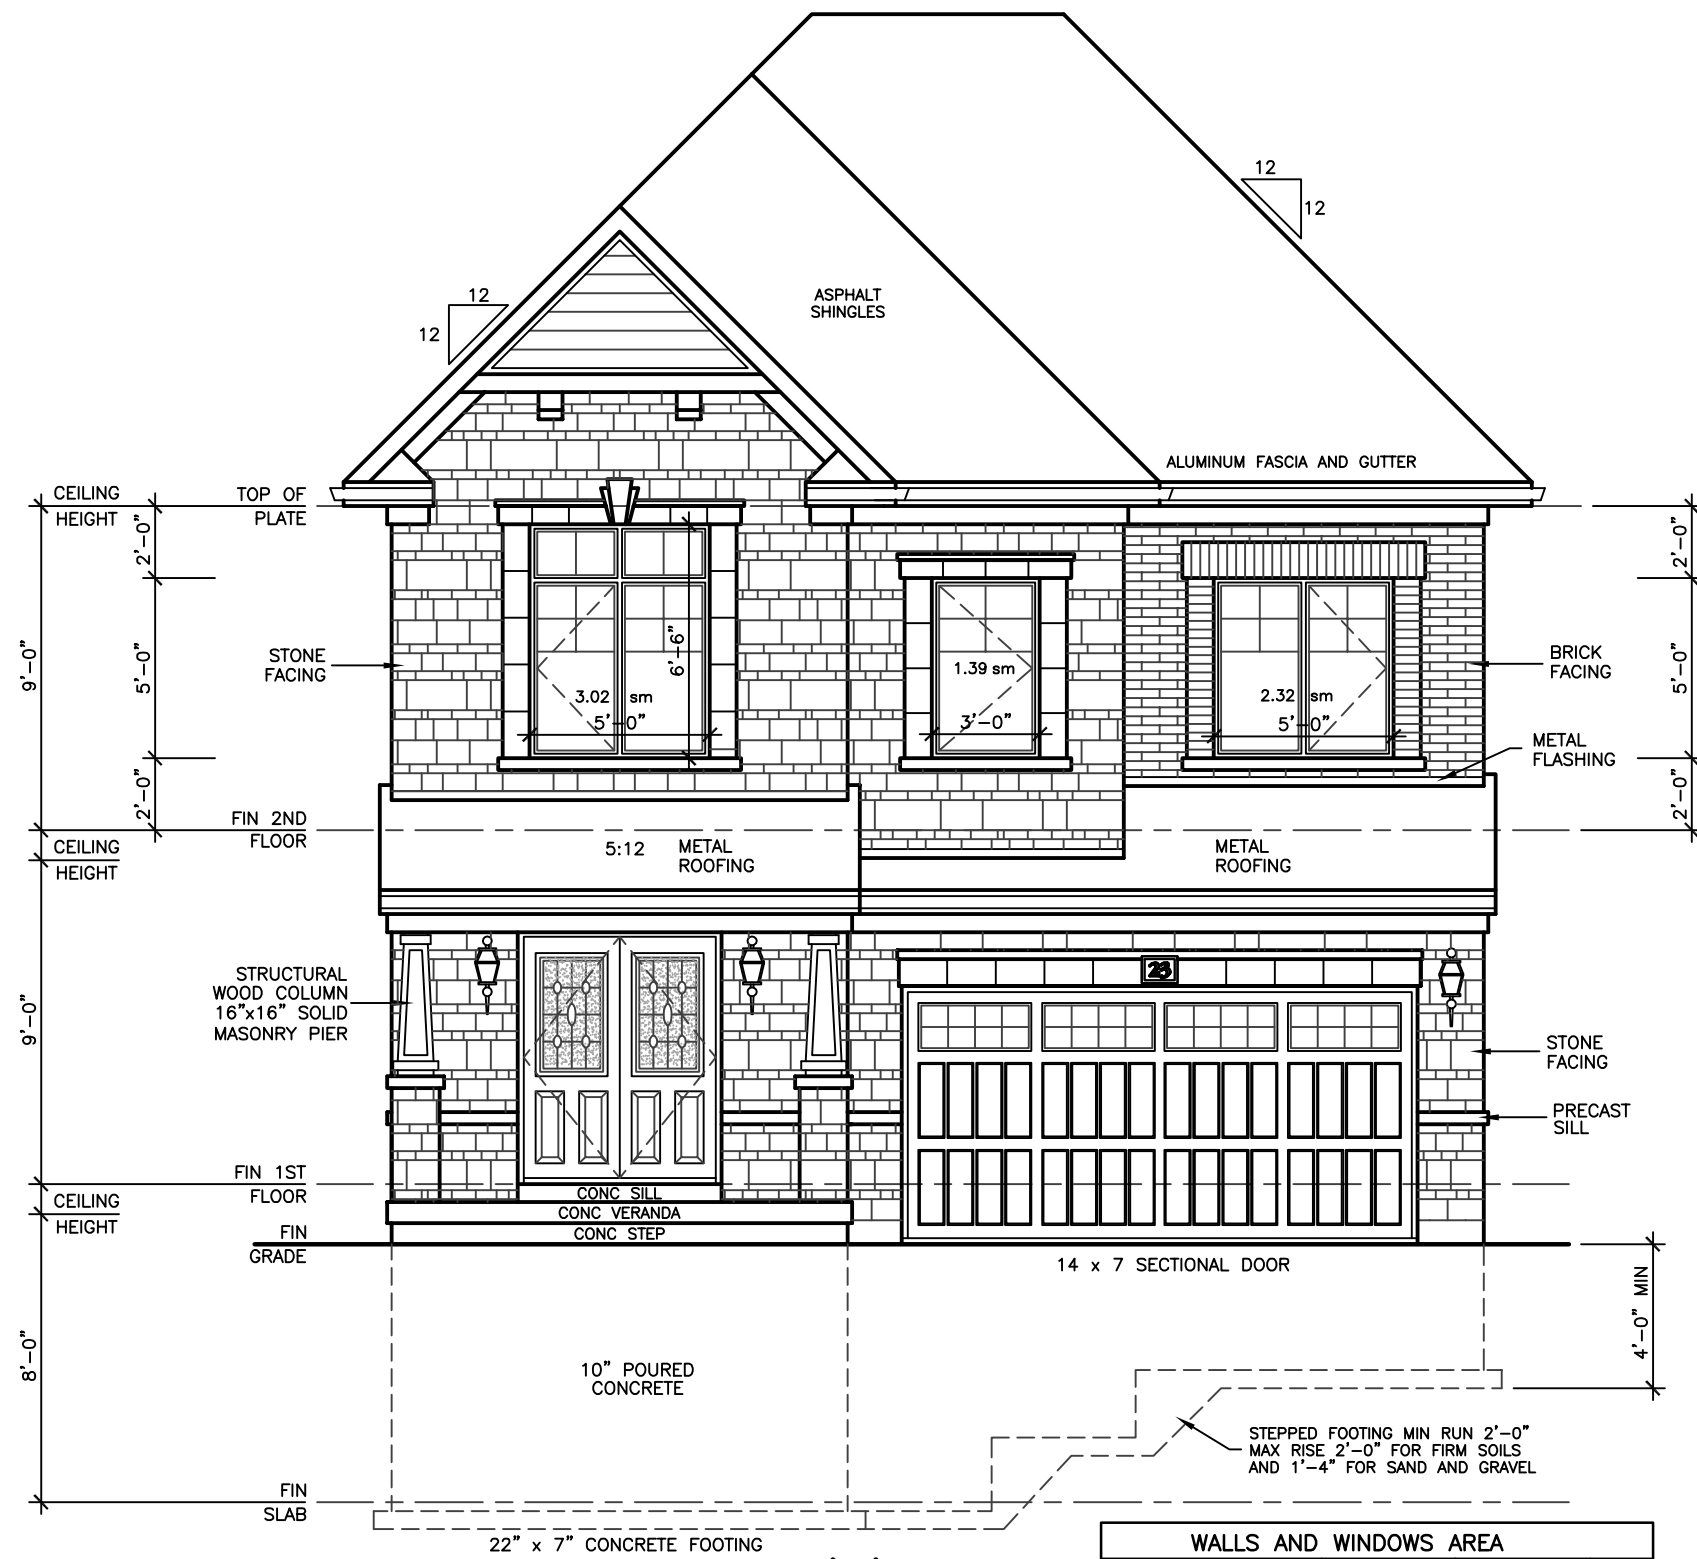 12
12
12
12
ASPHALT
SHINGLES
ALUMINUM FASCIA AND GUTTER
CEILING
HEIGHT
TOP OF
PLATE
2'-0"
2'-0"
9'-0"
5'-0"
5'-0"
STONE
FACING
6'-6"
3.02 sm
5'-0"
1.39 sm
3'-0"
2.32 sm
5'-0"
BRICK
FACING
METAL
FLASHING
2'-0"
2'-0"
FIN 2ND
FLOOR
CEILING
HEIGHT
5:12
METAL
ROOFING
METAL
ROOFING
23
STRUCTURAL
WOOD COLUMN
16"x16" SOLID
MASONRY PIER
9'-0"
STONE
FACING
PRECAST
SILL
FIN 1ST
FLOOR
CEILING
HEIGHT
CONC SILL
CONC VERANDA
CONC STEP
FIN
GRADE
14 x 7 SECTIONAL DOOR
4'-0" MIN
8'-0"
10" POURED
CONCRETE
STEPPED FOOTING MIN RUN 2'-0"
MAX RISE 2'-0" FOR FIRM SOILS
AND 1'-4" FOR SAND AND GRAVEL
FIN
SLAB
22" x 7" CONCRETE FOOTING
WALLS AND WINDOWS AREA